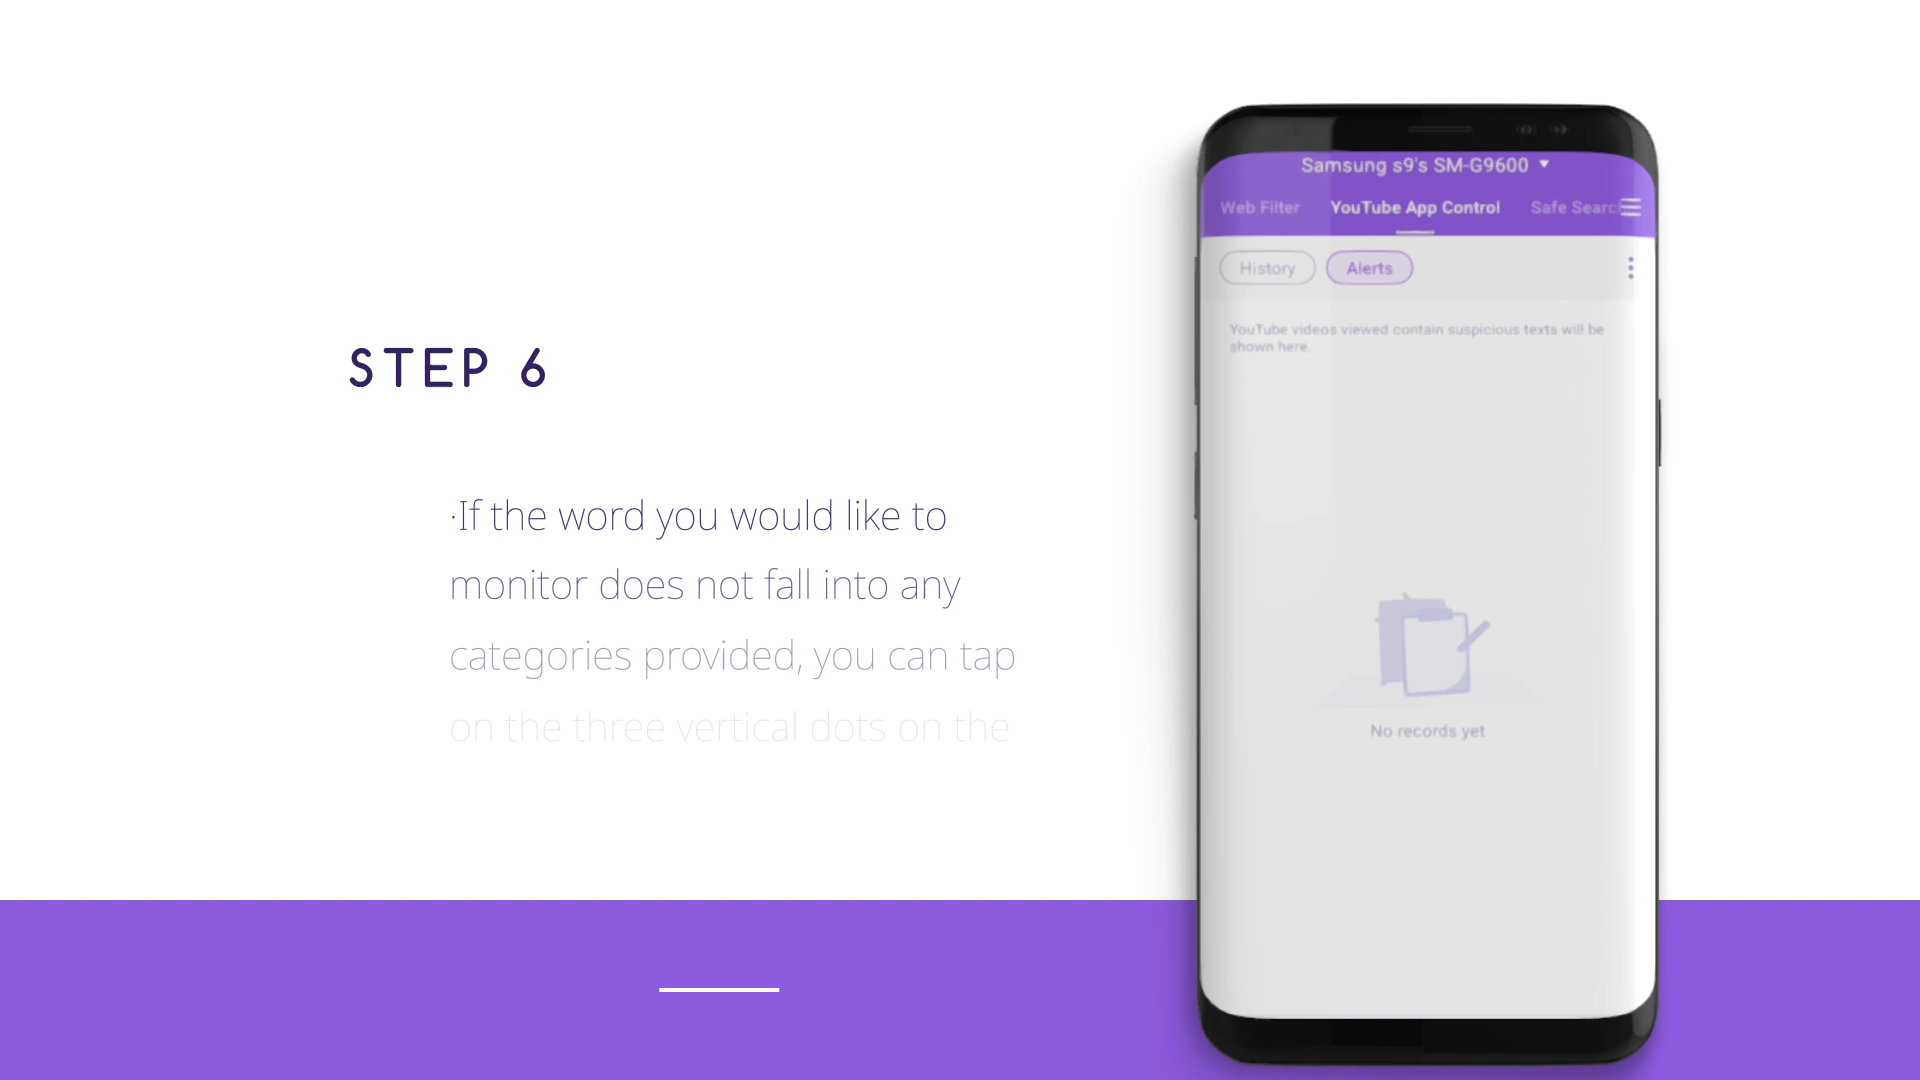 STEP 6
·If the word you would like to
monitor does not fall into any
categories provided, you can tap
on the three vertical dots on the
Samsung s9's SM-G9600
Web Filter YouTube App Control Safe Searc
History Alerts
YouTube videos viewed contain suspicious texts will be
shown here.
No records yet